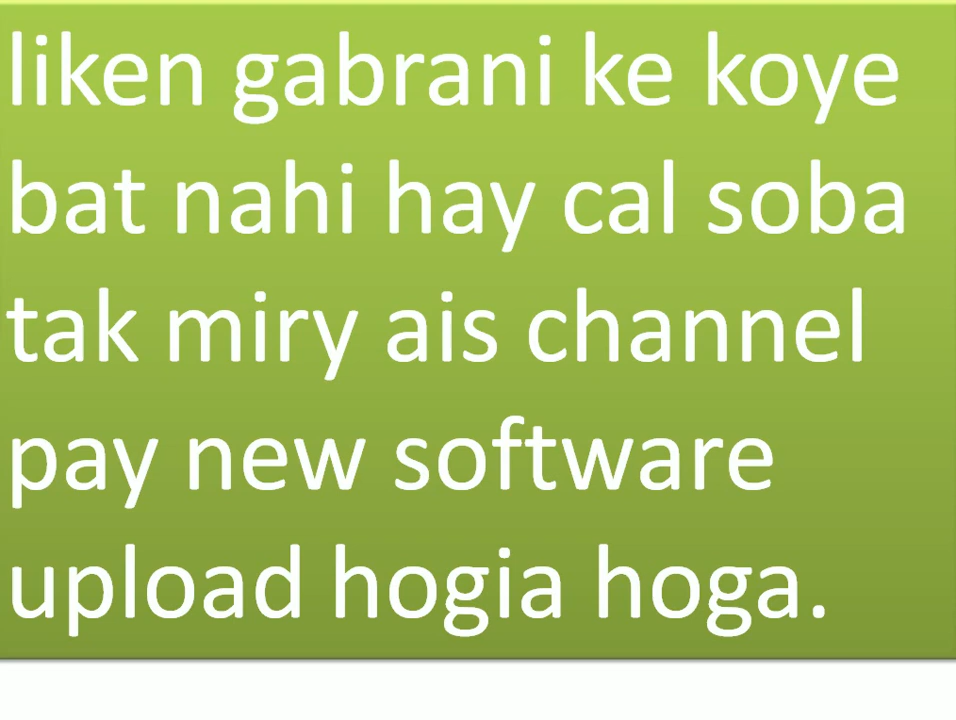 liken gabrani ke koye
bat nahi hay cal soba
tak miry ais channel
pay new software
upload hogia hoga.